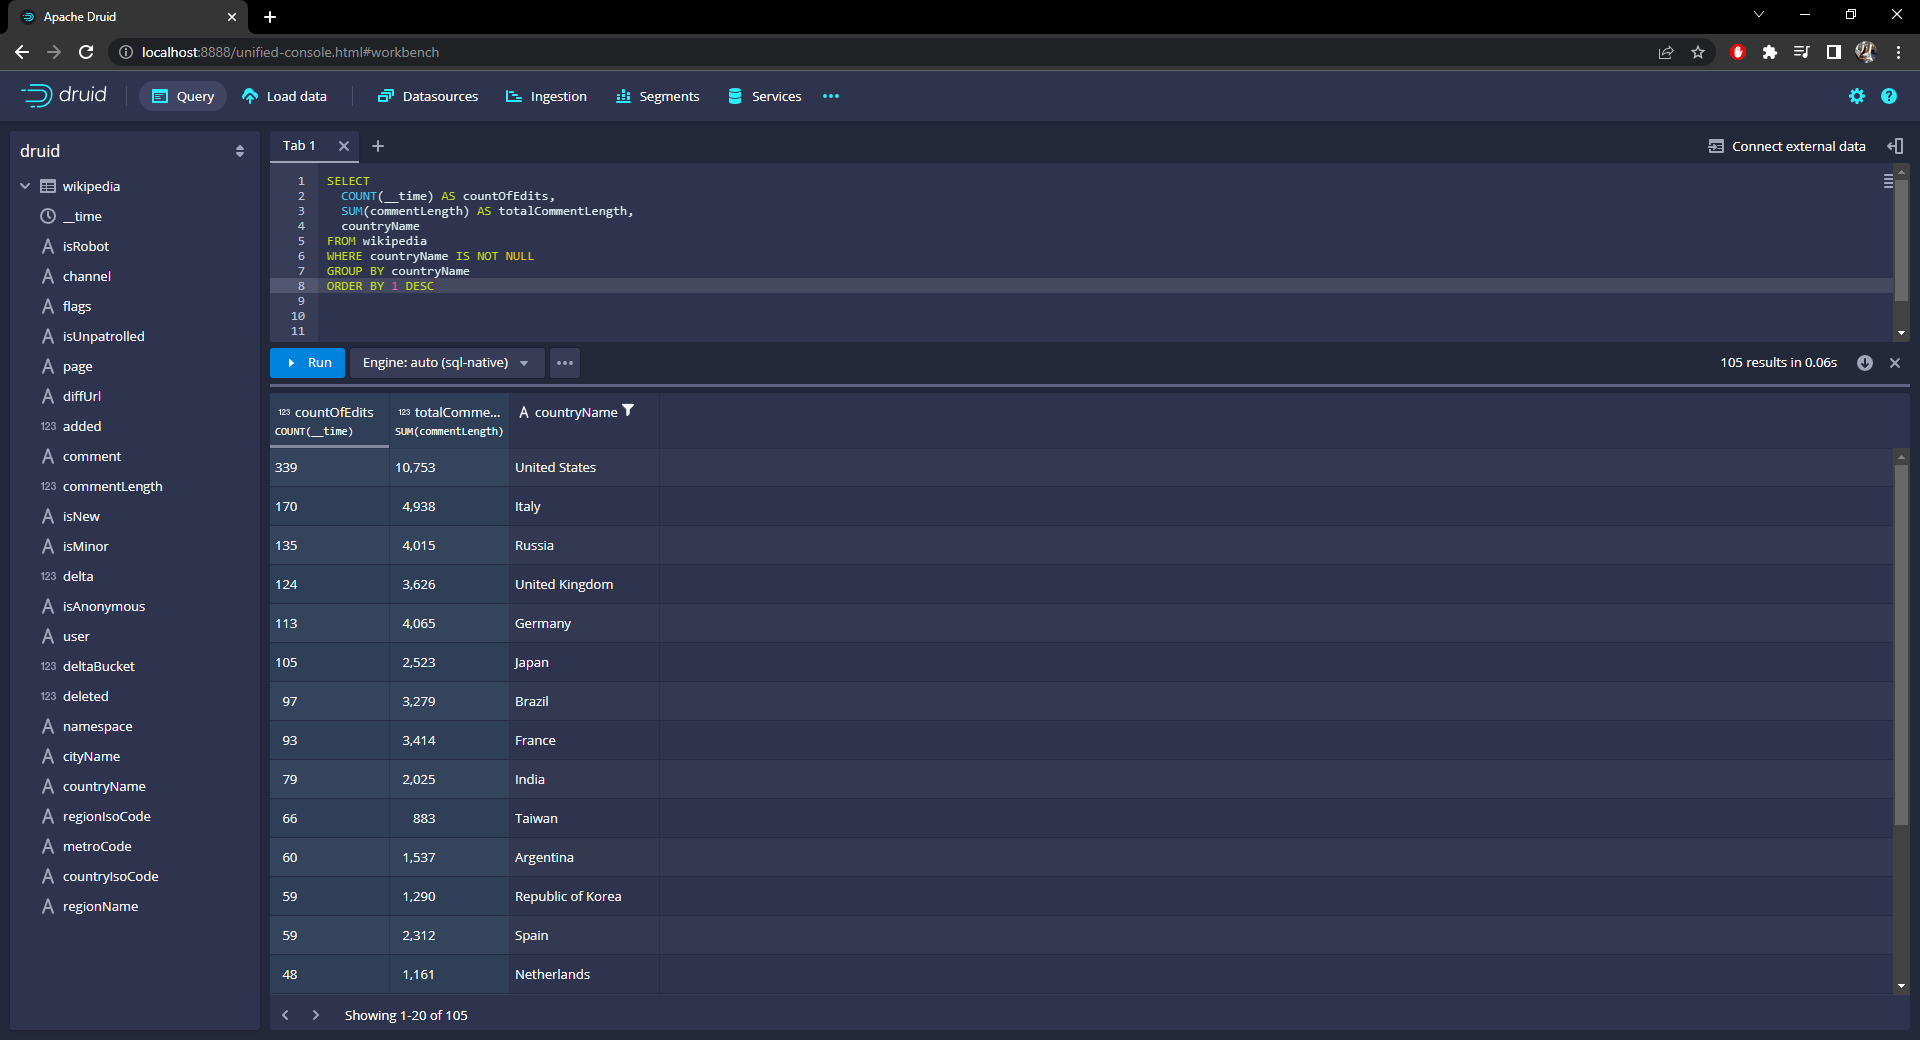 Apache Druid
localhost:8888/unified-console.html#workbench
druid
Query
Load data
Datasources
Ingestion
Segments
Services
druid
wikipedia
__time
isRobot
channel
flags
isUnpatrolled
page
diffUrl
123 added
comment
123 commentLength
isNew
isMinor
123 delta
isAnonymous
user
123 deltaBucket
123 deleted
namespace
cityName
countryName
regionIsoCode
metroCode
countryIsoCode
regionName
Tab 1
Connect external data
1 SELECT
2 COUNT(__time) AS countOfEdits,
3 SUM(commentLength) AS totalCommentLength,
4 countryName
5 FROM wikipedia
6 WHERE countryName IS NOT NULL
7 GROUP BY countryName
8 ORDER BY 1 DESC
9
10
11
Run
Engine: auto (sql-native)
105 results in 0.06s
123 countOfEdits 123 totalComme... A countryName
COUNT(__time) SUM(commentLength)
339 10,753 United States
170 4,938 Italy
135 4,015 Russia
124 3,626 United Kingdom
113 4,065 Germany
105 2,523 Japan
97 3,279 Brazil
93 3,414 France
79 2,025 India
66 883 Taiwan
60 1,537 Argentina
59 1,290 Republic of Korea
59 2,312 Spain
48 1,161 Netherlands
Showing 1-20 of 105